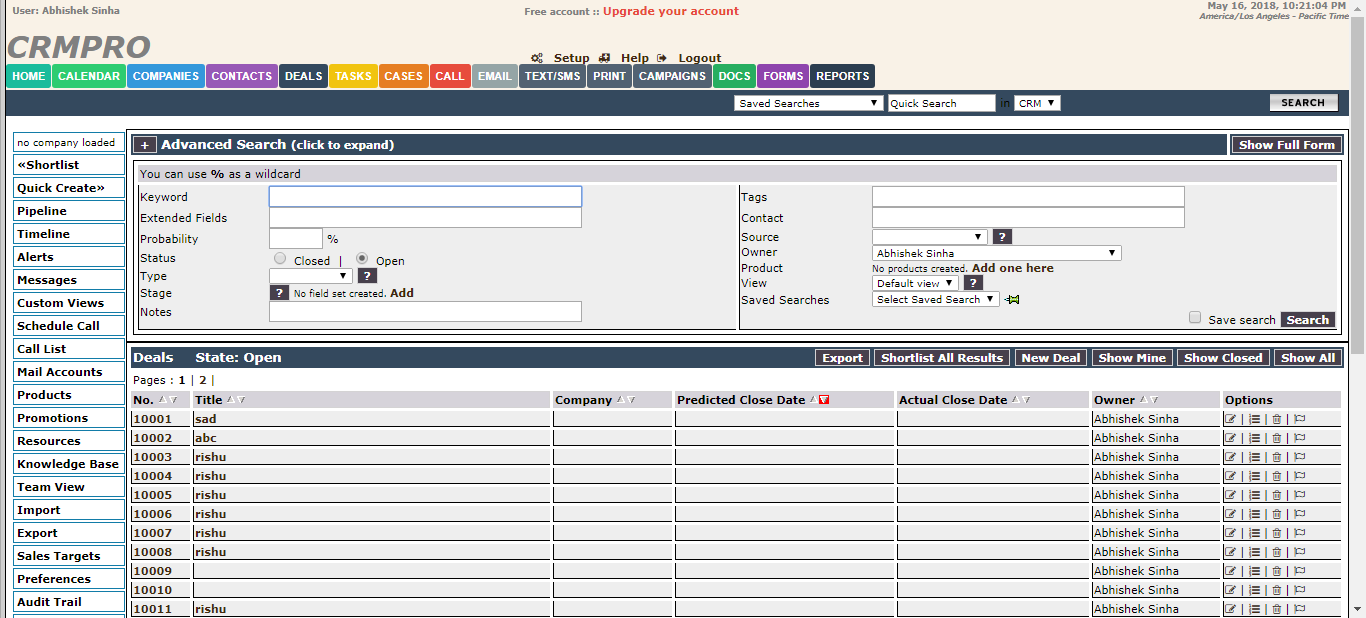 User: Abhishek Sinha
Free account :: Upgrade your account
May 16, 2018, 10:21:04 PM
America/Los Angeles - Pacific Time
CRMPRO
Setup Help Logout
HOME CALENDAR COMPANIES CONTACTS DEALS TASKS CASES CALL EMAIL TEXT/SMS PRINT CAMPAIGNS DOCS FORMS REPORTS
Saved Searches Quick Search in CRM SEARCH
no company loaded
«Shortlist
Quick Create»
Pipeline
Timeline
Alerts
Messages
Custom Views
Schedule Call
Call List
Mail Accounts
Products
Promotions
Resources
Knowledge Base
Team View
Import
Export
Sales Targets
Preferences
Audit Trail
+ Advanced Search (click to expand) Show Full Form
You can use % as a wildcard
Keyword
Extended Fields
Probability %
Status Closed | Open
Type ?
Stage ? No field set created. Add
Notes
Tags
Contact
Source ?
Owner Abhishek Sinha
Product No products created. Add one here
View Default view ?
Saved Searches Select Saved Search
Save search Search
Deals State: Open Export Shortlist All Results New Deal Show Mine Show Closed Show All
Pages : 1 | 2 |
No. Title Company Predicted Close Date Actual Close Date Owner Options
10001 sad Abhishek Sinha | | |
10002 abc Abhishek Sinha | | |
10003 rishu Abhishek Sinha | | |
10004 rishu Abhishek Sinha | | |
10005 rishu Abhishek Sinha | | |
10006 rishu Abhishek Sinha | | |
10007 rishu Abhishek Sinha | | |
10008 rishu Abhishek Sinha | | |
10009 Abhishek Sinha | | |
10010 Abhishek Sinha | | |
10011 rishu Abhishek Sinha | | |